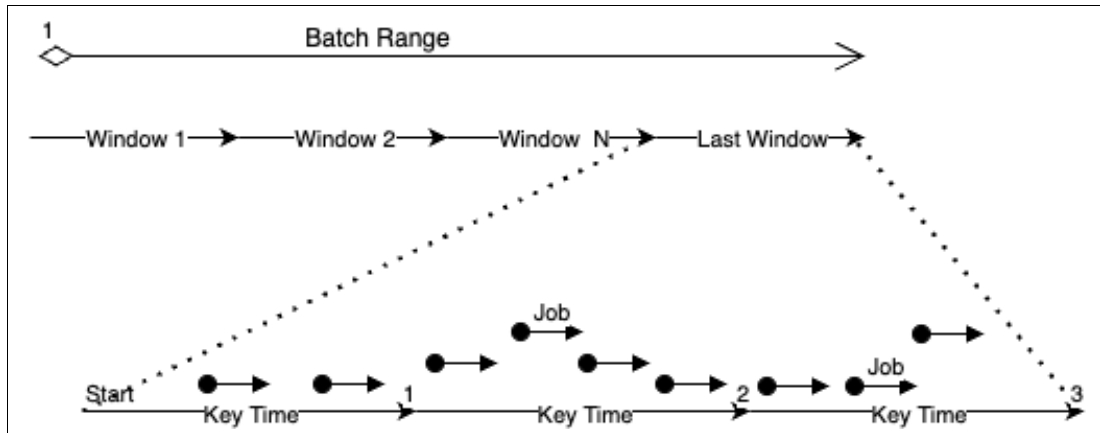 1
Batch Range
Window 1 Window 2 Window N Last Window
Job
Job
Start 1 2 3
Key Time Key Time Key Time